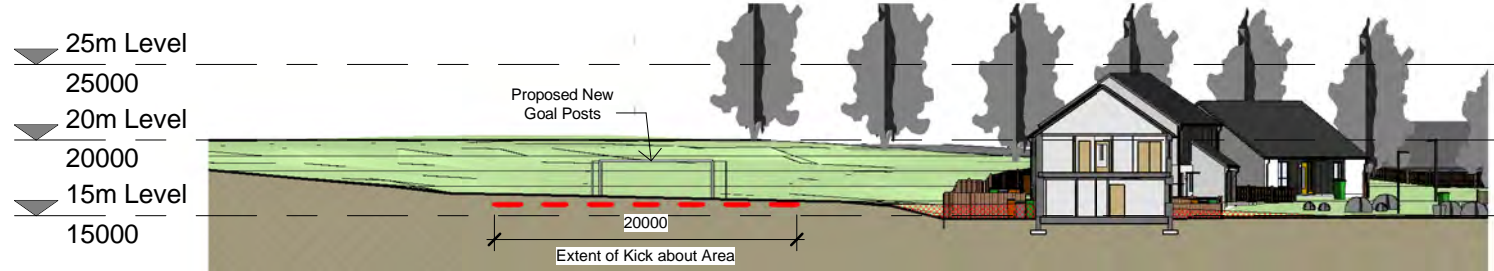 25m Level
25000
Proposed New
Goal Posts
20m Level
20000
15m Level
15000
20000
Extent of Kick about Area